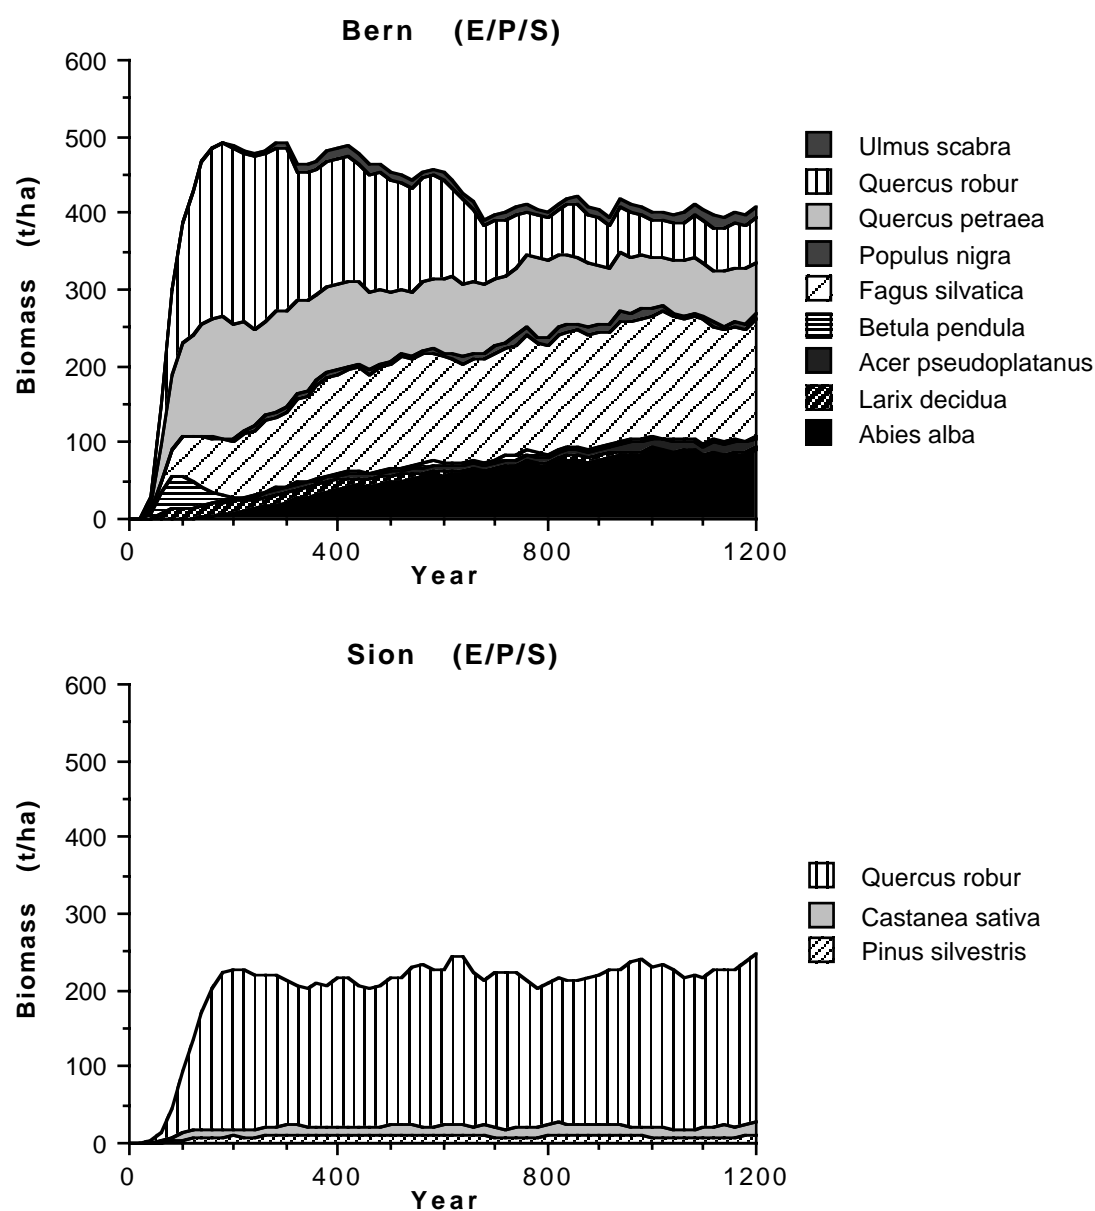 Bern (E/P/S)
600
500
400
300
200
100
0
Biomass (t/ha)
0 400 800 1200
Year
Ulmus scabra
Quercus robur
Quercus petraea
Populus nigra
Fagus silvatica
Betula pendula
Acer pseudoplatanus
Larix decidua
Abies alba
Sion (E/P/S)
600
500
400
300
200
100
0
Biomass (t/ha)
0 400 800 1200
Year
Quercus robur
Castanea sativa
Pinus silvestris